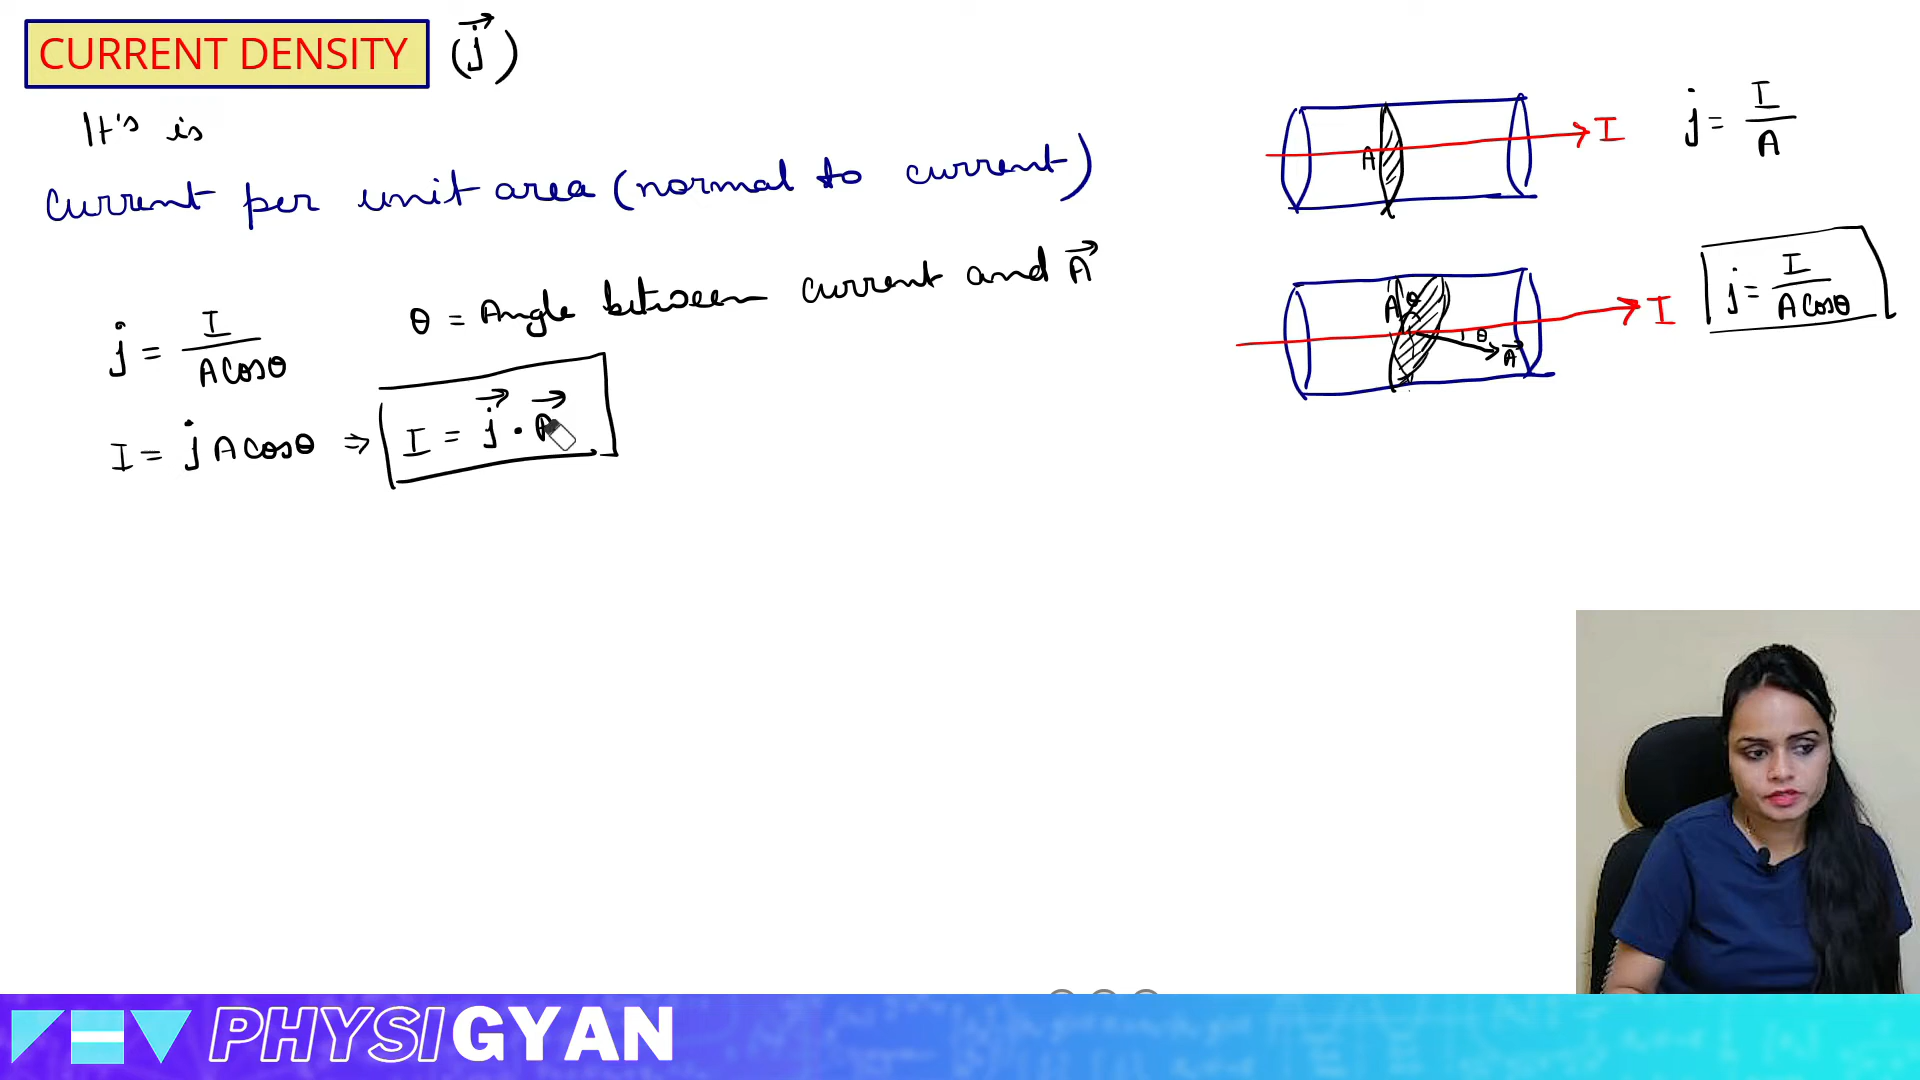 CURRENT DENSITY (j⃗)
It's is
Current per unit area (normal to current)
j = I / A cosθ
θ = Angle between current and A⃗
I = j A cosθ ⇒ I = j⃗ · A⃗
A
I
j = I / A
A θ
θ
A⃗
I
j = I / A cosθ
PHYSIGYAN